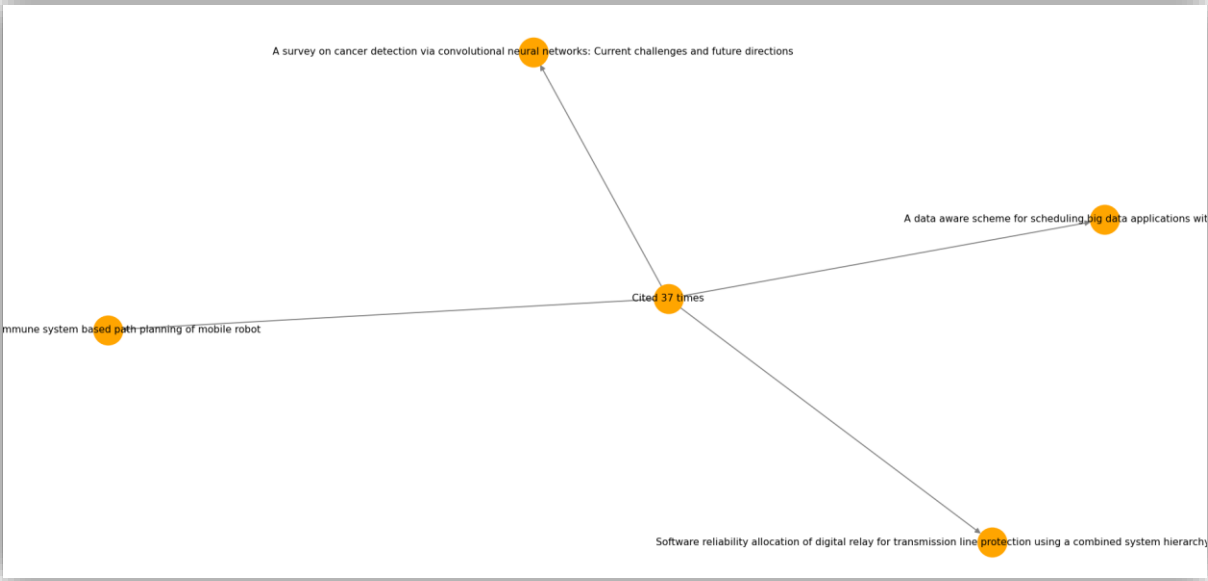 A survey on cancer detection via convolutional neural networks: Current challenges and future directions
A data aware scheme for scheduling big data applications wit
Cited 37 times
mmune system based path planning of mobile robot
Software reliability allocation of digital relay for transmission line protection using a combined system hierarchy